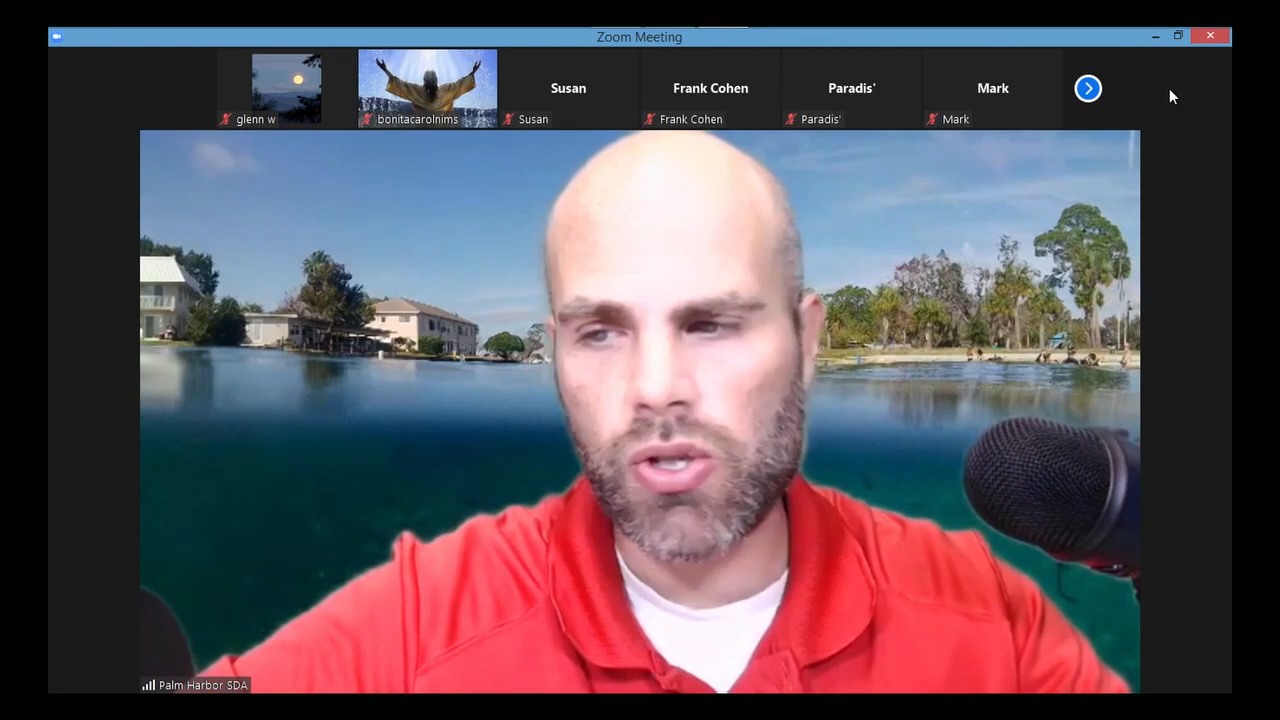 Zoom Meeting
Susan
Frank Cohen
Paradis'
Mark
glenn w
bonitacarolnims
Susan
Frank Cohen
Paradis'
Mark
Palm Harbor SDA